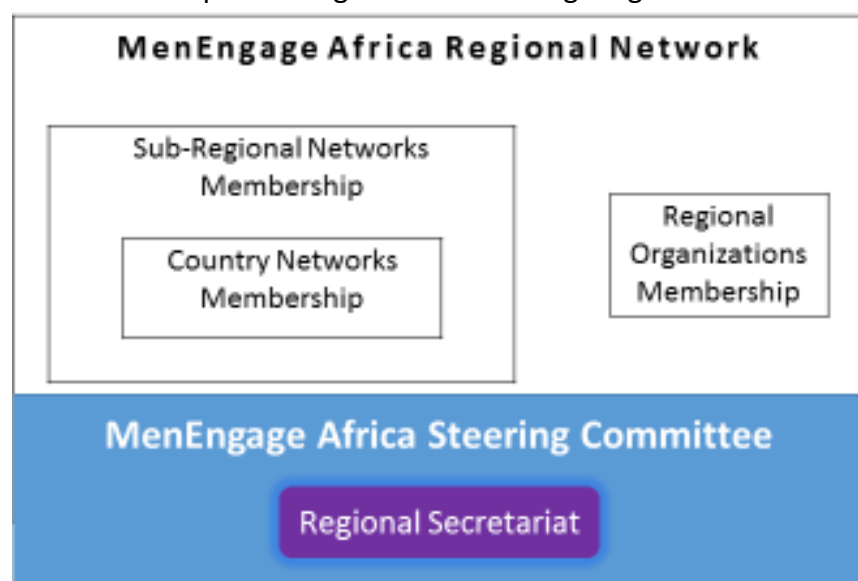 MenEngage Africa Regional Network
Sub-Regional Networks
Membership
Country Networks
Membership
Regional
Organizations
Membership
MenEngage Africa Steering Committee
Regional Secretariat